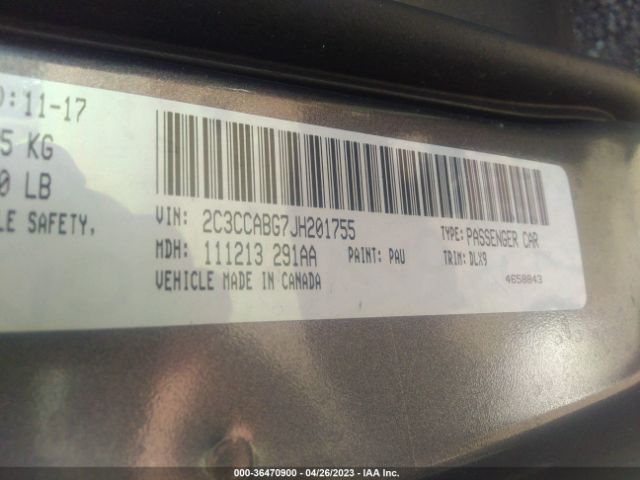 : 11-17
5 KG
0 LB
LE SAFETY,
VIN: 2C3CCABG7JH201755
TYPE: PASSENGER CAR
MDH: 111213 291AA PAINT: PAU TRIM: DLX9
VEHICLE MADE IN CANADA
4658843
000-36470900 / 04/26/2023 / IAA Inc.